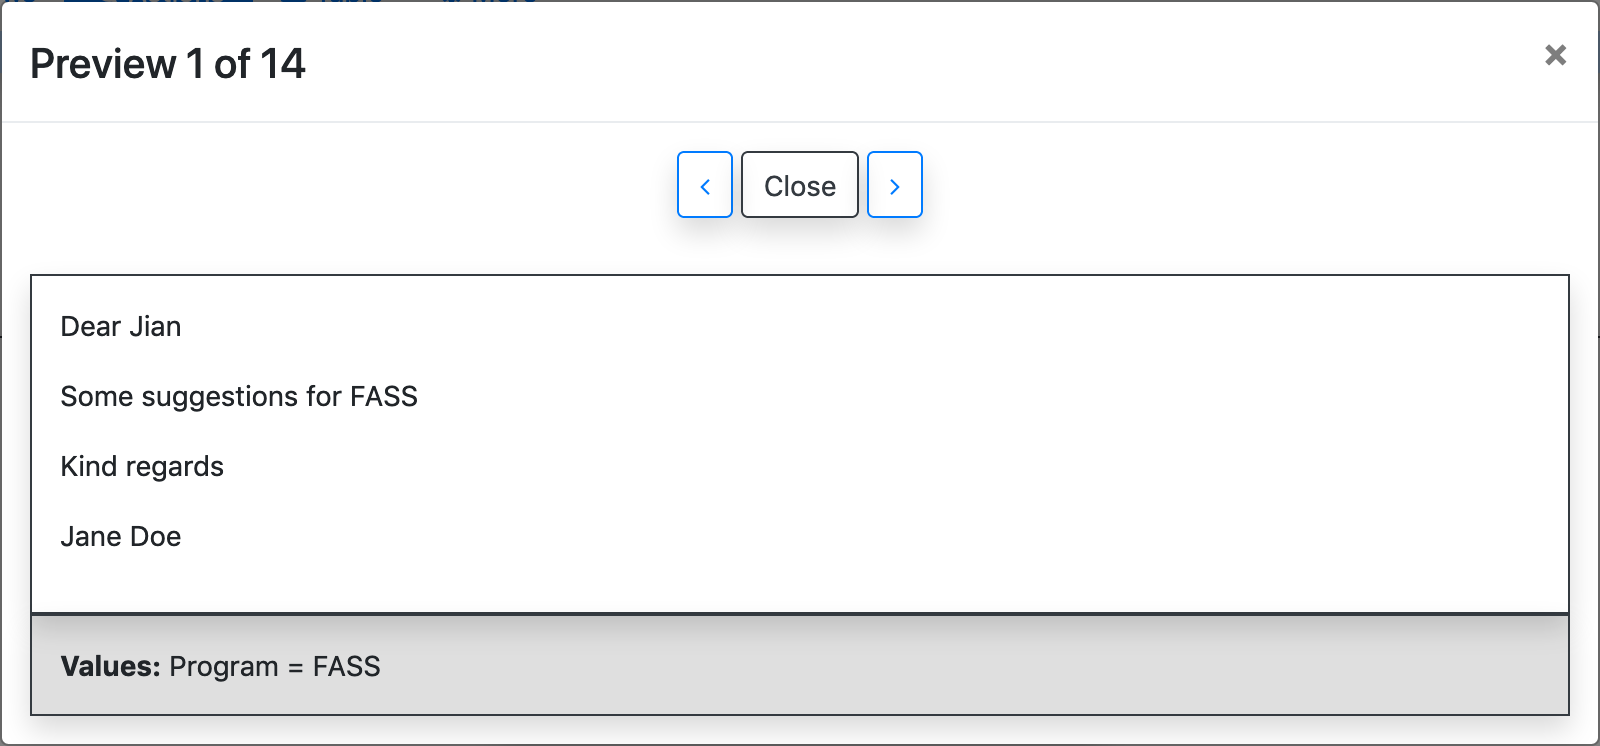 Preview 1 of 14
×
< Close >
Dear Jian
Some suggestions for FASS
Kind regards
Jane Doe
Values: Program = FASS